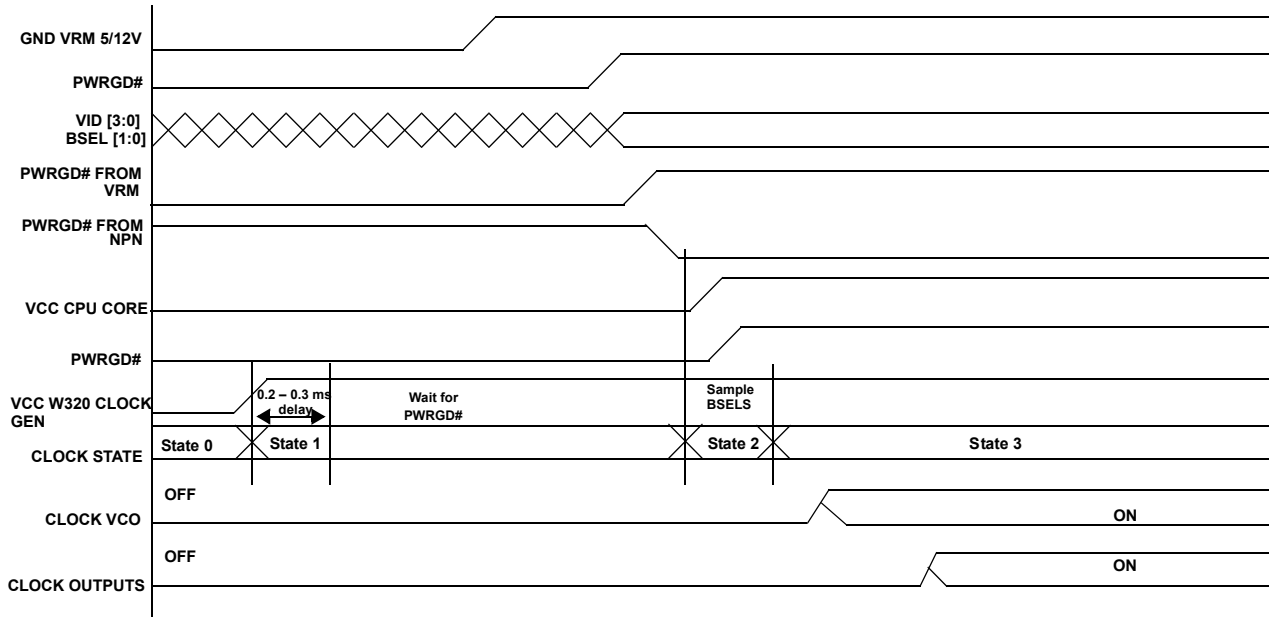 GND VRM 5/12V
PWRGD#
VID [3:0]
BSEL [1:0]
PWRGD# FROM
VRM
PWRGD# FROM
NPN
VCC CPU CORE
PWRGD#
VCC W320 CLOCK
GEN
0.2 – 0.3 ms
delay
Wait for
PWRGD#
Sample
BSELS
CLOCK STATE
State 0
State 1
State 2
State 3
OFF
CLOCK VCO
ON
OFF
CLOCK OUTPUTS
ON